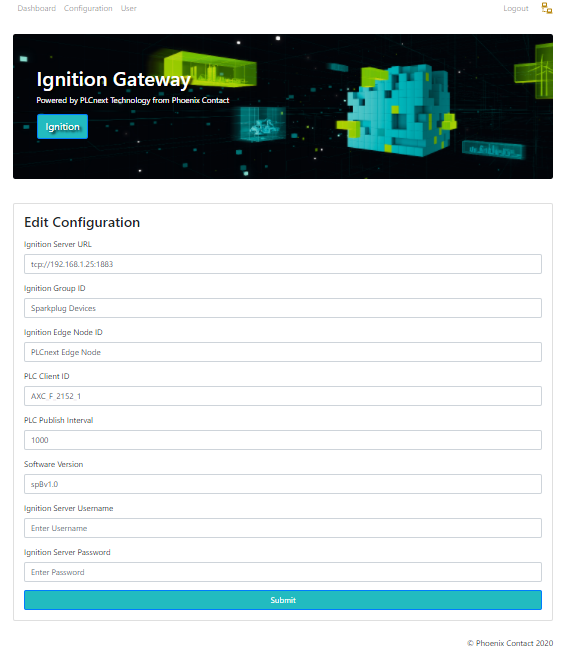 Dashboard Configuration User Logout
Ignition Gateway
Powered by PLCnext Technology from Phoenix Contact
Ignition
Edit Configuration
Ignition Server URL
tcp://192.168.1.25:1883
Ignition Group ID
Sparkplug Devices
Ignition Edge Node ID
PLCnext Edge Node
PLC Client ID
AXC_F_2152_1
PLC Publish Interval
1000
Software Version
spBv1.0
Ignition Server Username
Enter Username
Ignition Server Password
Enter Password
Submit
© Phoenix Contact 2020